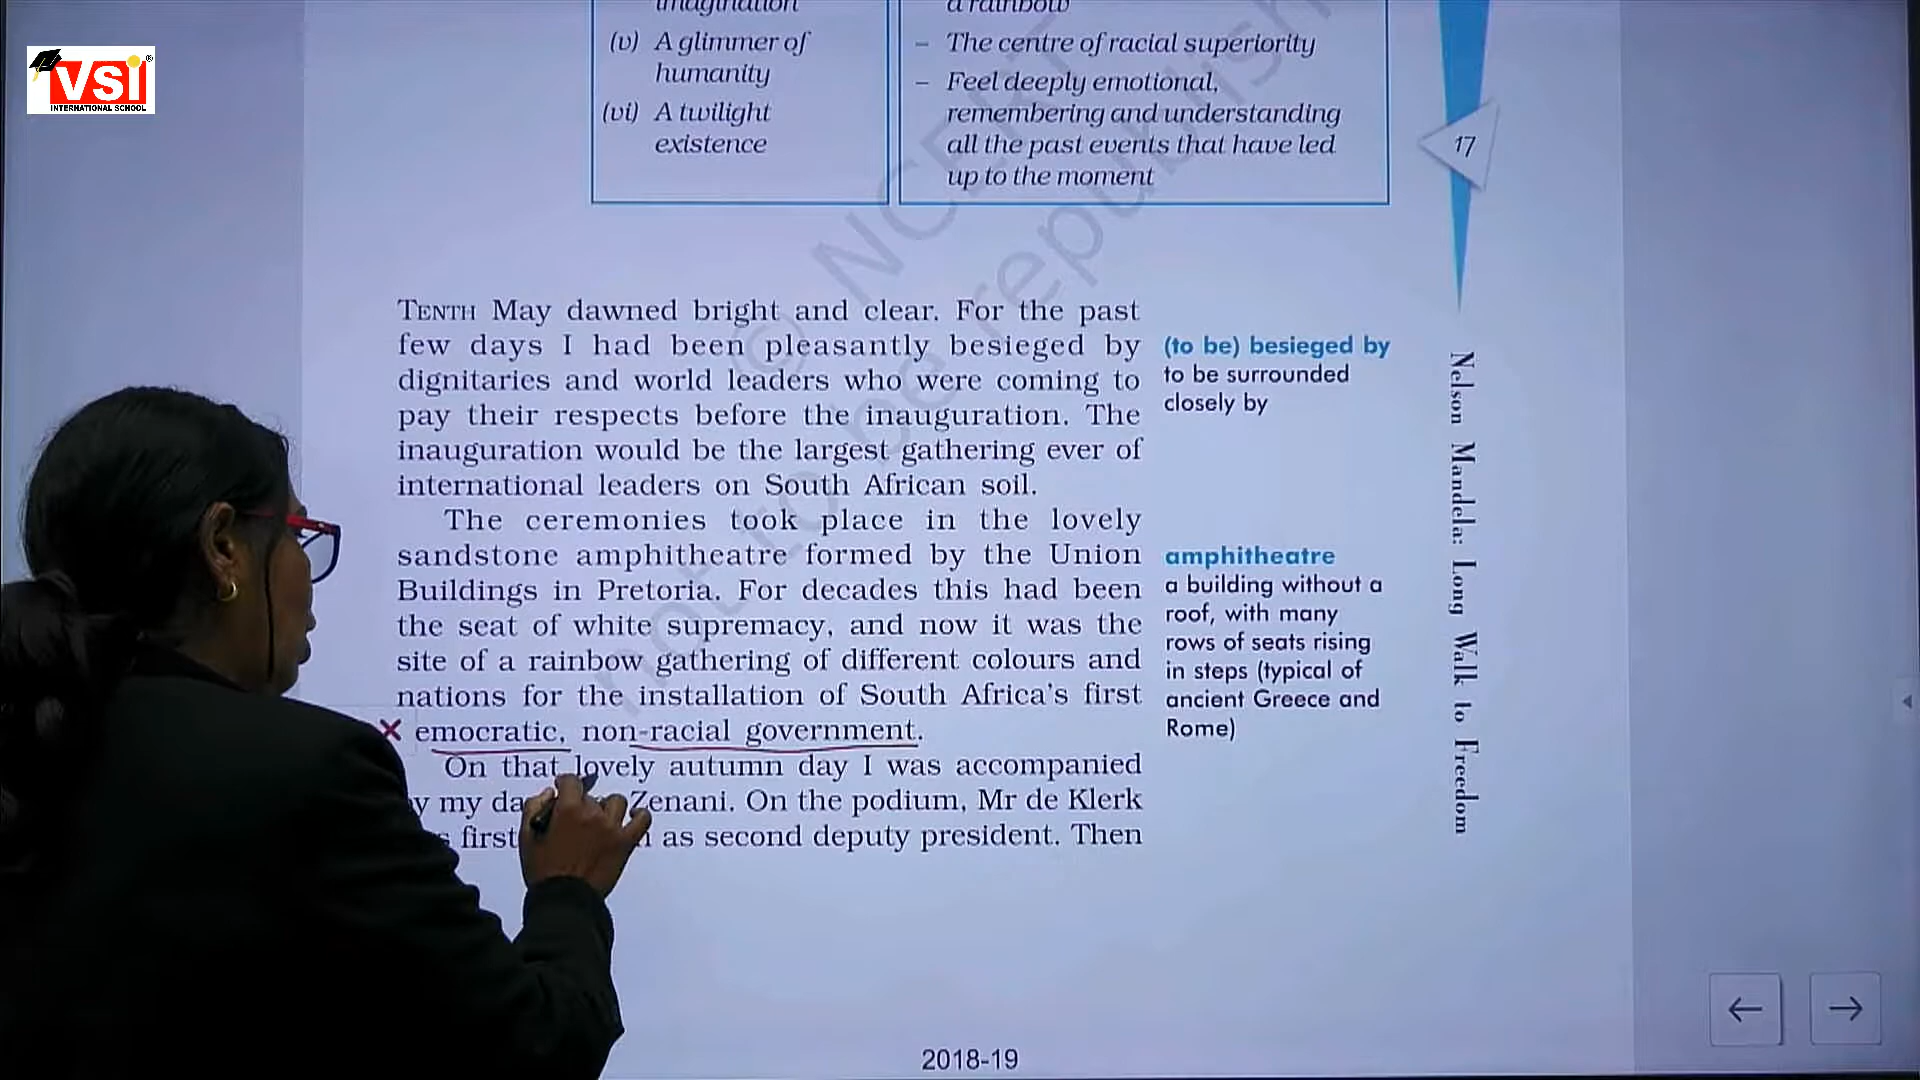 VSI
INTERNATIONAL SCHOOL
imagination
(v) A glimmer of
humanity
(vi) A twilight
existence
a rainbow
– The centre of racial superiority
– Feel deeply emotional,
remembering and understanding
all the past events that have led
up to the moment
17
© NCERT
not to be republish
TENTH May dawned bright and clear. For the past
few days I had been pleasantly besieged by
dignitaries and world leaders who were coming to
pay their respects before the inauguration. The
inauguration would be the largest gathering ever of
international leaders on South African soil.
The ceremonies took place in the lovely
sandstone amphitheatre formed by the Union
Buildings in Pretoria. For decades this had been
the seat of white supremacy, and now it was the
site of a rainbow gathering of different colours and
nations for the installation of South Africa's first
emocratic, non-racial government.
On that lovely autumn day I was accompanied
y my da Zenani. On the podium, Mr de Klerk
first as second deputy president. Then
(to be) besieged by
to be surrounded
closely by
amphitheatre
a building without a
roof, with many
rows of seats rising
in steps (typical of
ancient Greece and
Rome)
Nelson Mandela: Long Walk to Freedom
2018-19